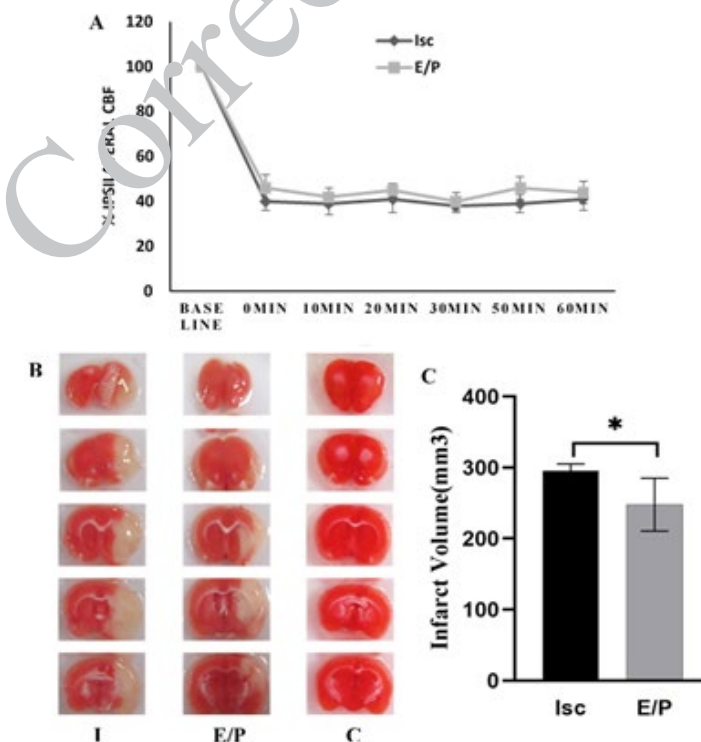 A
120
Isc
E/P
100
80
60
40
20
0
BASE LINE
0MIN
10MIN
20MIN
30MIN
50MIN
60MIN
B
I
E/P
C
C
Infarct Volume(mm3)
400
300
200
100
0
*
Isc
E/P